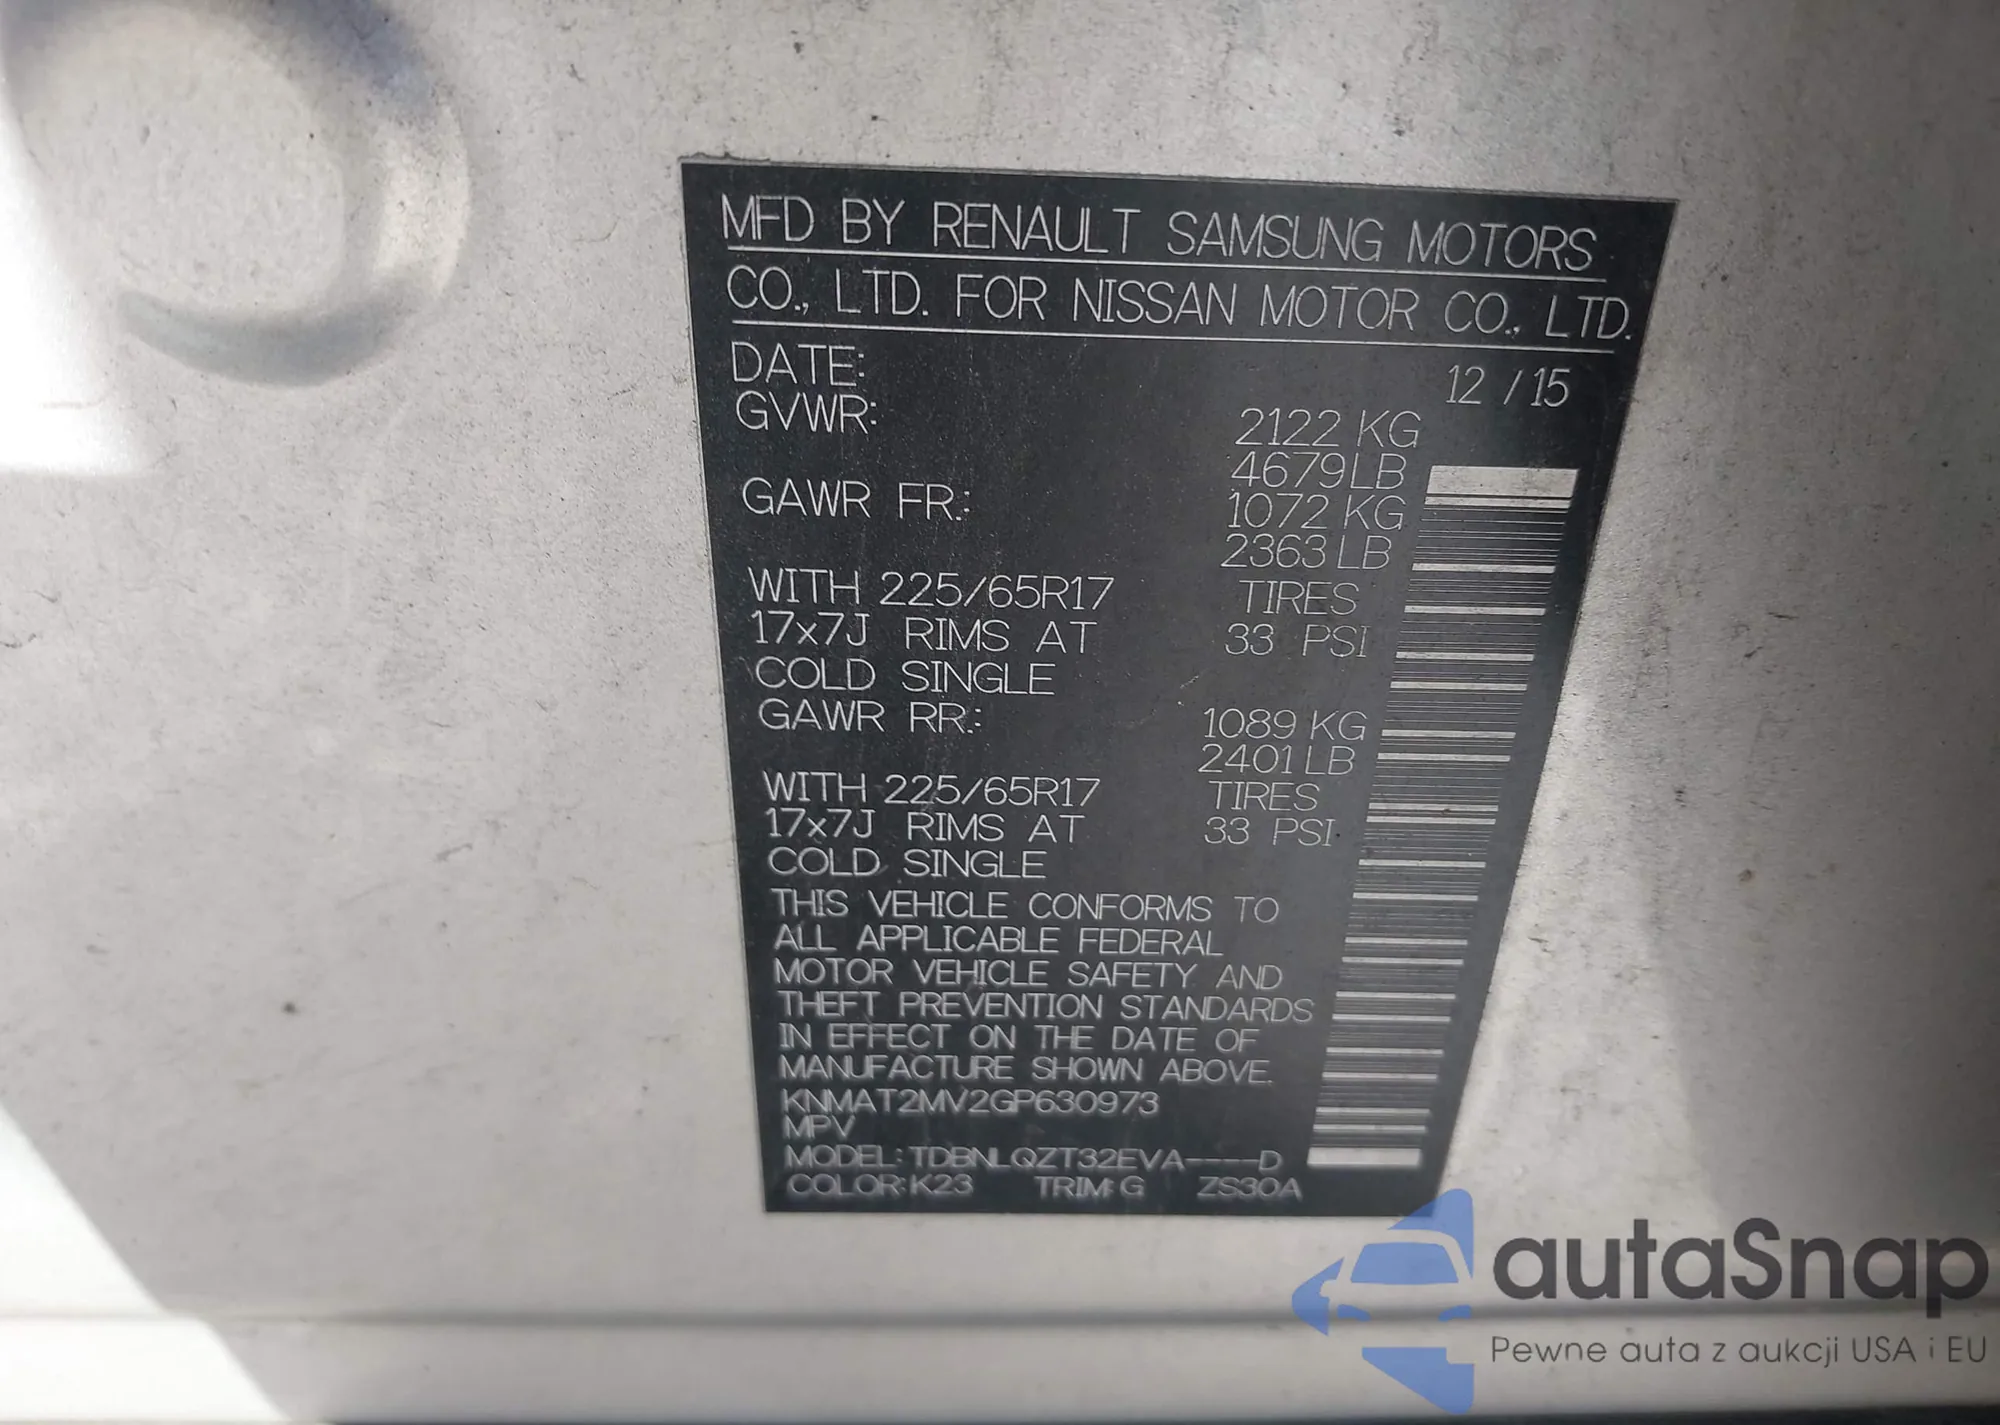 MFD BY RENAULT SAMSUNG MOTORS
CO., LTD. FOR NISSAN MOTOR CO., LTD.
DATE: 12 / 15
GVWR: 2122 KG
4679 LB
GAWR FR.: 1072 KG
2363 LB
WITH 225/65R17 TIRES
17x7J RIMS AT 33 PSI
COLD SINGLE
GAWR RR.: 1089 KG
2401 LB
WITH 225/65R17 TIRES
17x7J RIMS AT 33 PSI
COLD SINGLE
THIS VEHICLE CONFORMS TO
ALL APPLICABLE FEDERAL
MOTOR VEHICLE SAFETY AND
THEFT PREVENTION STANDARDS
IN EFFECT ON THE DATE OF
MANUFACTURE SHOWN ABOVE.
KNMAT2MV2GP630973
MPV
MODEL: TDBNLQZT32EVA----D
COLOR: K23 TRIM: G ZS30A
autaSnap
Pewne auta z aukcji USA i EU